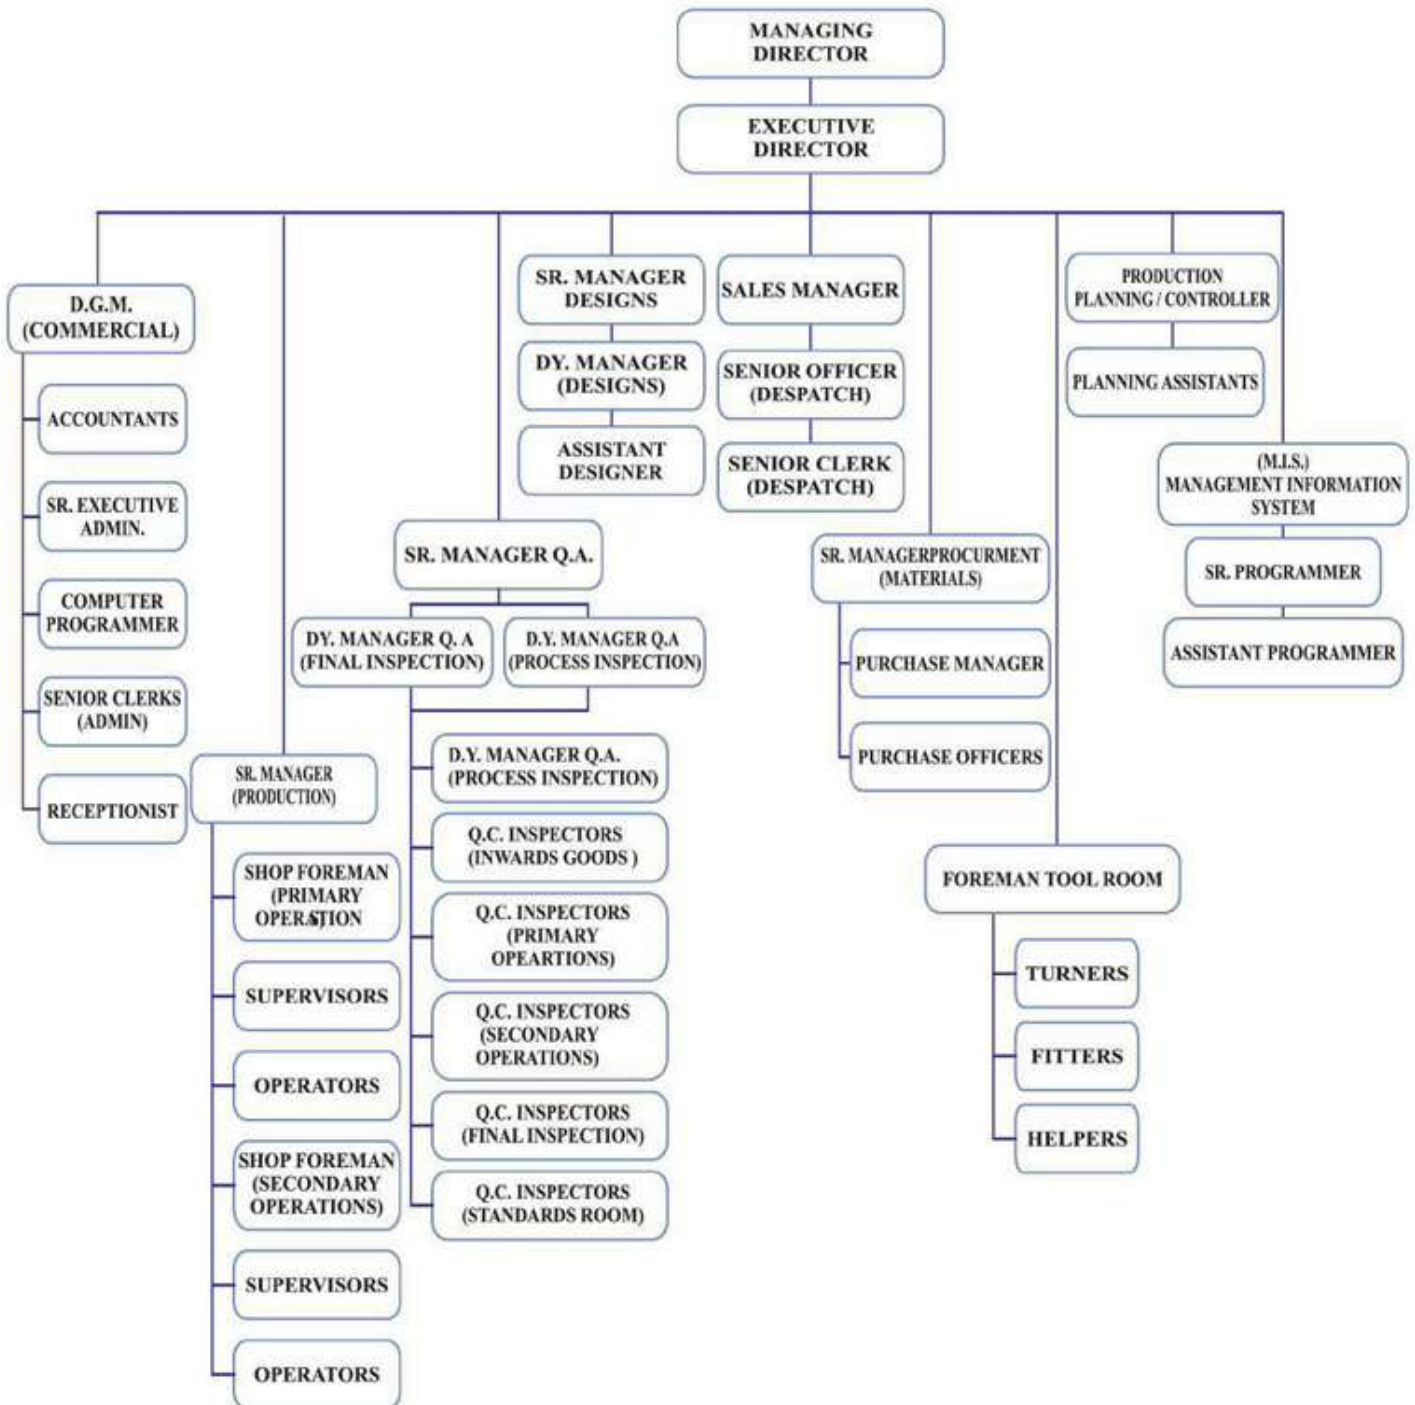 MANAGING
DIRECTOR
EXECUTIVE
DIRECTOR
D.G.M.
(COMMERCIAL)
ACCOUNTANTS
SR. EXECUTIVE
ADMIN.
COMPUTER
PROGRAMMER
SENIOR CLERKS
(ADMIN)
RECEPTIONIST
SR. MANAGER
(PRODUCTION)
SHOP FOREMAN
(PRIMARY
OPERATION
S)
SUPERVISORS
OPERATORS
SHOP FOREMAN
(SECONDARY
OPERATIONS)
SUPERVISORS
OPERATORS
SR. MANAGER Q.A.
DY. MANAGER Q. A
(FINAL INSPECTION)
D.Y. MANAGER Q.A
(PROCESS INSPECTION)
D.Y. MANAGER Q.A.
(PROCESS INSPECTION)
Q.C. INSPECTORS
(INWARDS GOODS )
Q.C. INSPECTORS
(PRIMARY
OPEARTIONS)
Q.C. INSPECTORS
(SECONDARY
OPERATIONS)
Q.C. INSPECTORS
(FINAL INSPECTION)
Q.C. INSPECTORS
(STANDARDS ROOM)
SR. MANAGER
DESIGNS
DY. MANAGER
(DESIGNS)
ASSISTANT
DESIGNER
SALES MANAGER
SENIOR OFFICER
(DESPATCH)
SENIOR CLERK
(DESPATCH)
SR. MANAGERPROCURMENT
(MATERIALS)
PURCHASE MANAGER
PURCHASE OFFICERS
FOREMAN TOOL ROOM
TURNERS
FITTERS
HELPERS
PRODUCTION
PLANNING / CONTROLLER
PLANNING ASSISTANTS
(M.I.S.)
MANAGEMENT INFORMATION
SYSTEM
SR. PROGRAMMER
ASSISTANT PROGRAMMER